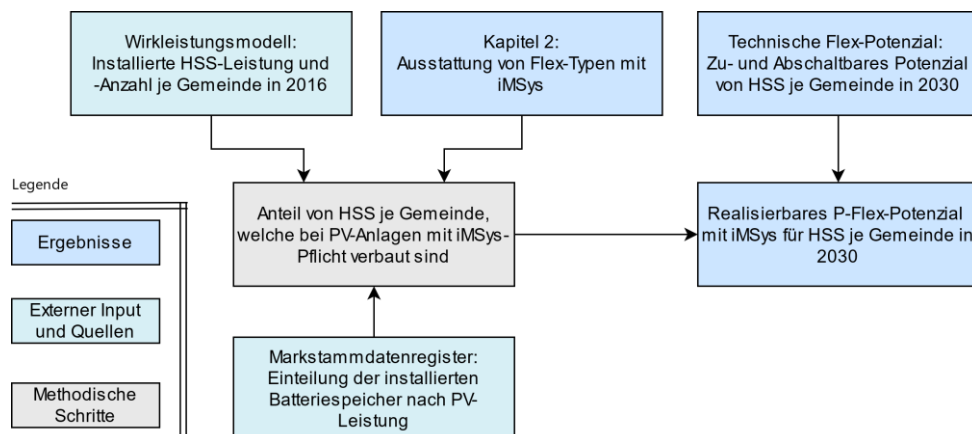 Wirkleistungsmodell:
Installierte HSS-Leistung und
-Anzahl je Gemeinde in 2016
Kapitel 2:
Ausstattung von Flex-Typen mit
iMSys
Technische Flex-Potenzial:
Zu- und Abschaltbares Potenzial
von HSS je Gemeinde in 2030
Legende
Ergebnisse
Externer Input
und Quellen
Methodische
Schritte
Anteil von HSS je Gemeinde,
welche bei PV-Anlagen mit iMSys-
Pflicht verbaut sind
Realisierbares P-Flex-Potenzial
mit iMSys für HSS je Gemeinde in
2030
Markstammdatenregister:
Einteilung der installierten
Batteriespeicher nach PV-
Leistung